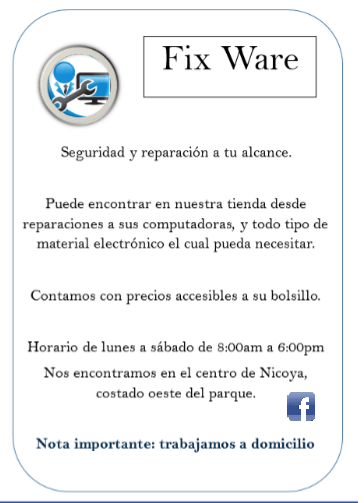 Fix Ware
Seguridad y reparación a tu alcance.
Puede encontrar en nuestra tienda desde
reparaciones a sus computadoras, y todo tipo de
material electrónico el cual pueda necesitar.
Contamos con precios accesibles a su bolsillo.
Horario de lunes a sábado de 8:00am a 6:00pm
Nos encontramos en el centro de Nicoya,
costado oeste del parque.
f
Nota importante: trabajamos a domicilio